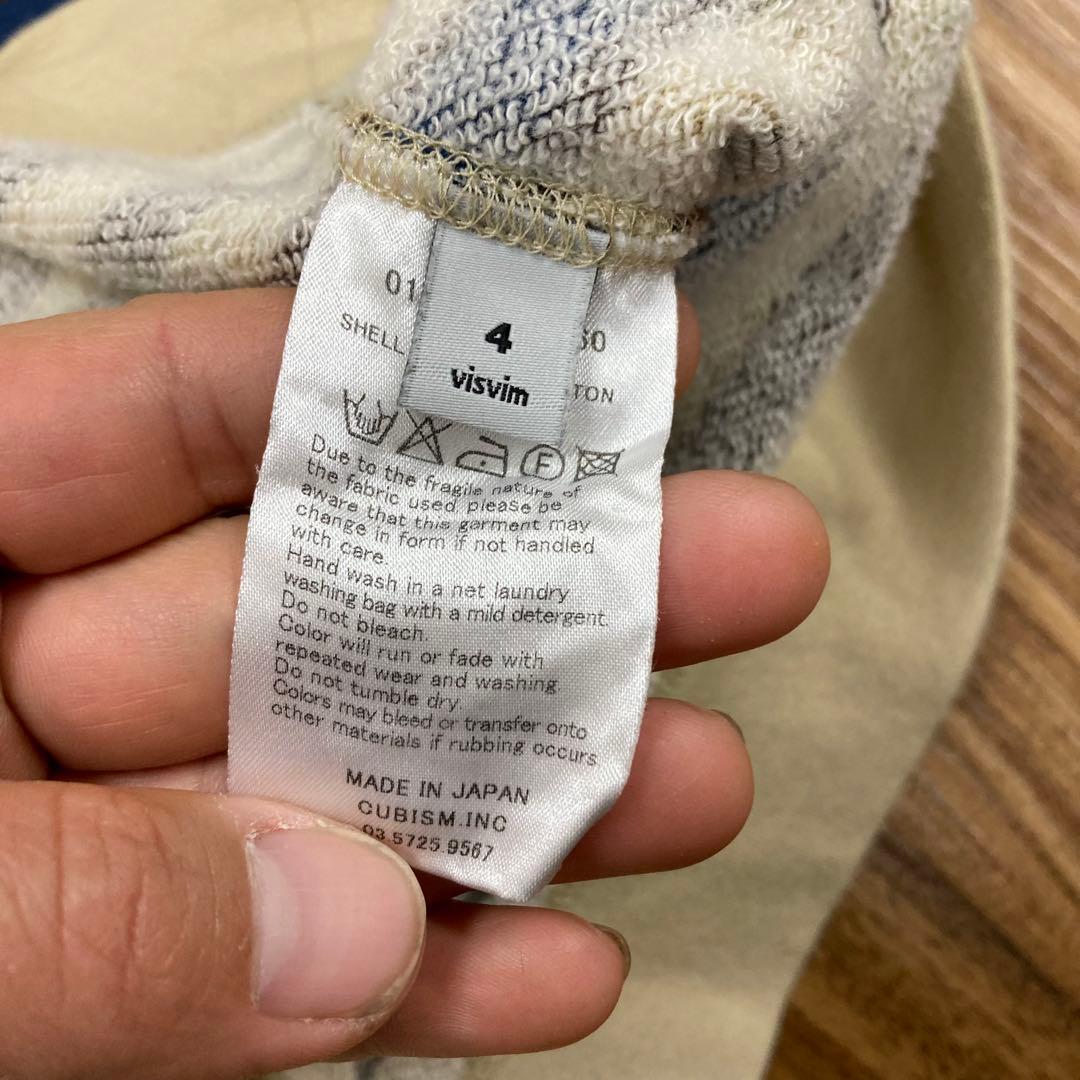 01
4
60
SHELL
visvim
TON
F
Due to the fragile nature of
the fabric used please be
aware that this garment may
change in form if not handled
with care.
Hand wash in a net laundry
washing bag with a mild detergent.
Do not bleach.
Color will run or fade with
repeated wear and washing.
Do not tumble dry.
Colors may bleed or transfer onto
other materials if rubbing occurs
MADE IN JAPAN
CUBISM.INC
03.5725.9567